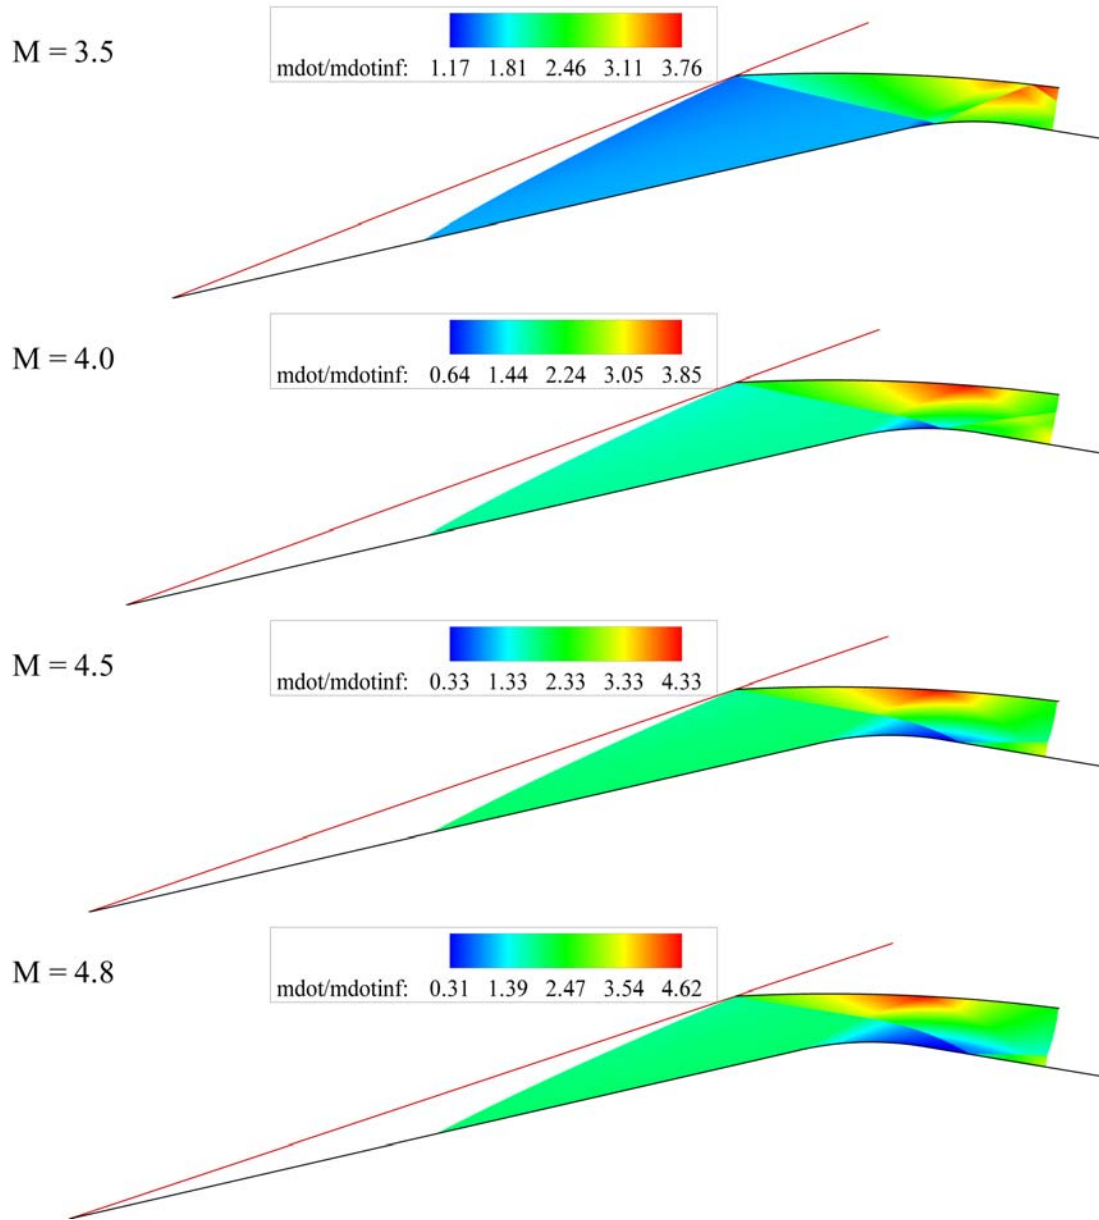 M = 3.5
mdot/mdotinf: 1.17 1.81 2.46 3.11 3.76
M = 4.0
mdot/mdotinf: 0.64 1.44 2.24 3.05 3.85
M = 4.5
mdot/mdotinf: 0.33 1.33 2.33 3.33 4.33
M = 4.8
mdot/mdotinf: 0.31 1.39 2.47 3.54 4.62